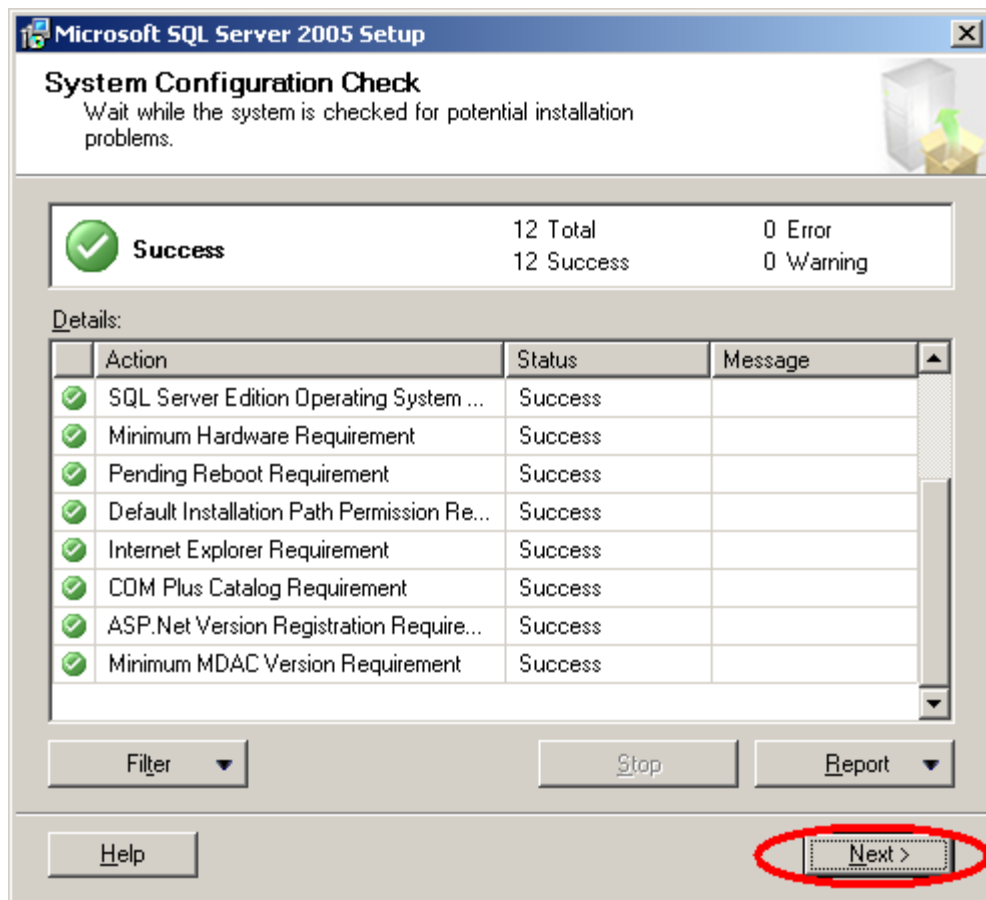 Microsoft SQL Server 2005 Setup
System Configuration Check
Wait while the system is checked for potential installation
problems.
Success
12 Total
0 Error
12 Success
0 Warning
Details:
Action Status Message
SQL Server Edition Operating System ... Success
Minimum Hardware Requirement Success
Pending Reboot Requirement Success
Default Installation Path Permission Re... Success
Internet Explorer Requirement Success
COM Plus Catalog Requirement Success
ASP.Net Version Registration Require... Success
Minimum MDAC Version Requirement Success
Filter Stop Report
Help Next >